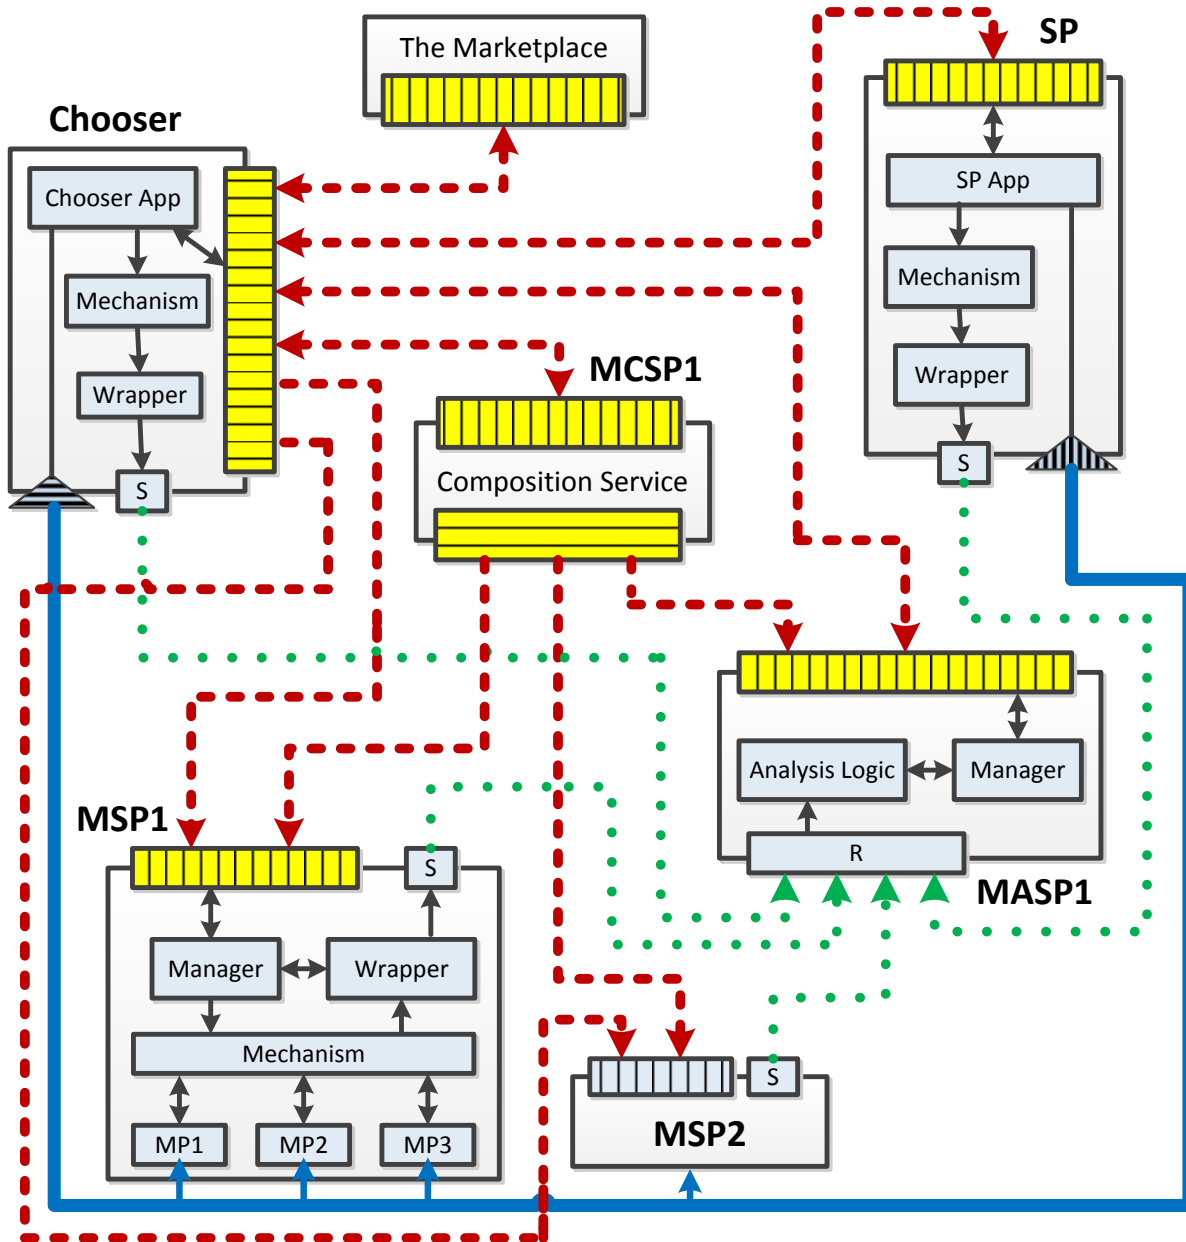 The Marketplace
SP
Chooser
Chooser App
SP App
Mechanism
Mechanism
Wrapper
Wrapper
MCSP1
S
S
Composition Service
Analysis Logic
Manager
MSP1
R
S
MASP1
Manager
Wrapper
Mechanism
S
MSP2
MP1
MP2
MP3